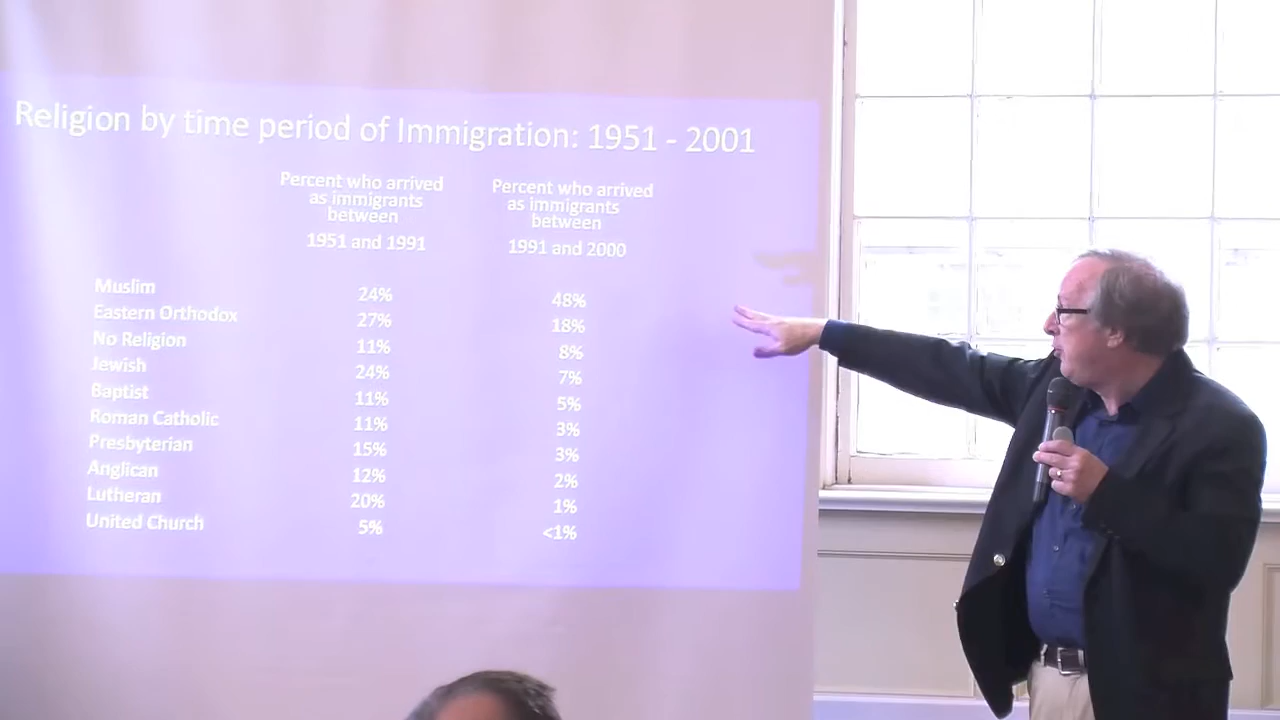 Religion by time period of Immigration: 1951 - 2001
Percent who arrived as immigrants between 1951 and 1991
Percent who arrived as immigrants between 1991 and 2000
Muslim 24% 48%
Eastern Orthodox 27% 18%
No Religion 11% 8%
Jewish 24% 7%
Baptist 11% 5%
Roman Catholic 11% 3%
Presbyterian 15% 3%
Anglican 12% 2%
Lutheran 20% 1%
United Church 5% <1%